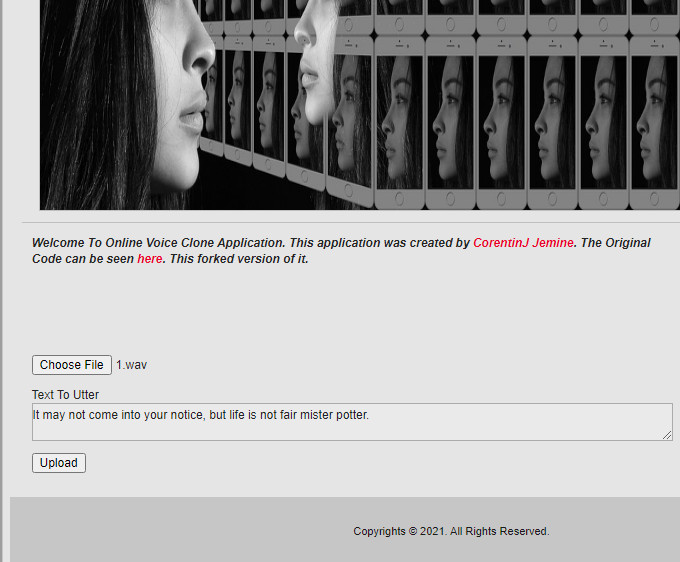 Welcome To Online Voice Clone Application. This application was created by CorentinJ Jemine. The Original
Code can be seen here. This forked version of it.
Choose File 1.wav
Text To Utter
It may not come into your notice, but life is not fair mister potter.
Upload
Copyrights © 2021. All Rights Reserved.